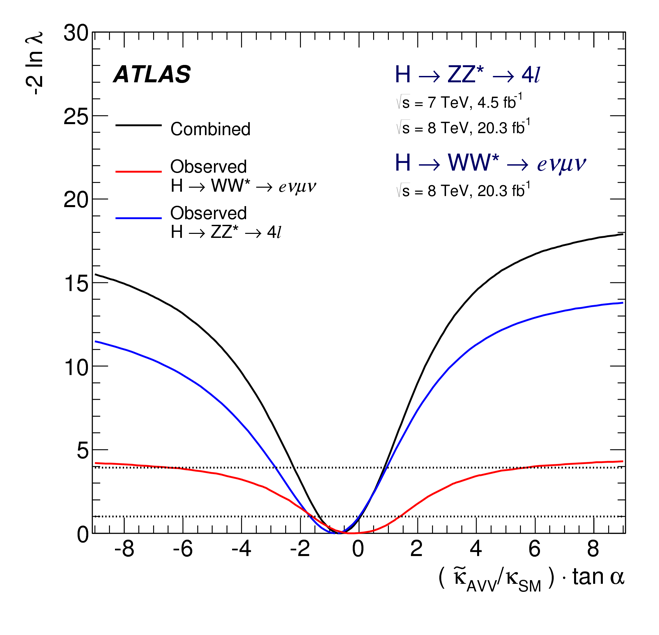 -2 ln λ
30
25
20
15
10
5
0
ATLAS
Combined
Observed
H → WW* → eνμν
Observed
H → ZZ* → 4l
H → ZZ* → 4l
√s = 7 TeV, 4.5 fb⁻¹
√s = 8 TeV, 20.3 fb⁻¹
H → WW* → eνμν
√s = 8 TeV, 20.3 fb⁻¹
-8 -6 -4 -2 0 2 4 6 8
( κ̃_AVV/κ_SM ) · tan α